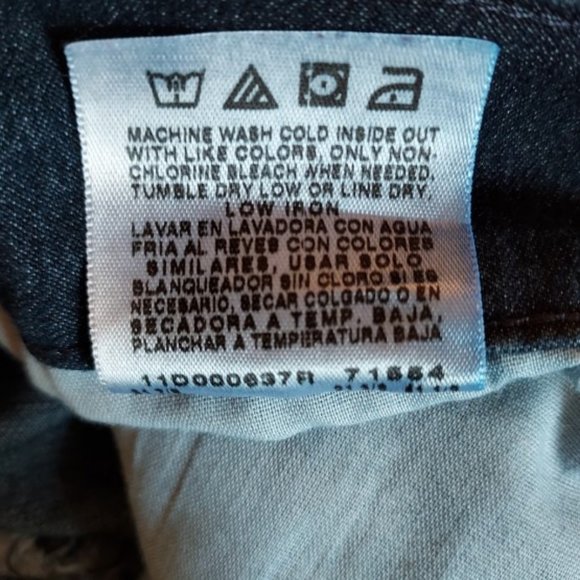 MACHINE WASH COLD INSIDE OUT
WITH LIKE COLORS, ONLY NON-
CHLORINE BLEACH WHEN NEEDED.
TUMBLE DRY LOW OR LINE DRY,
LOW IRON
LAVAR EN LAVADORA CON AGUA
FRIA AL REVES CON COLORES
SIMILARES, USAR SOLO
BLANQUEADOR SIN CLORO SI ES
NECESARIO, SECAR COLGADO O EN
SECADORA A TEMP. BAJA,
PLANCHAR A TEMPERATURA BAJA
11D000637R 71554